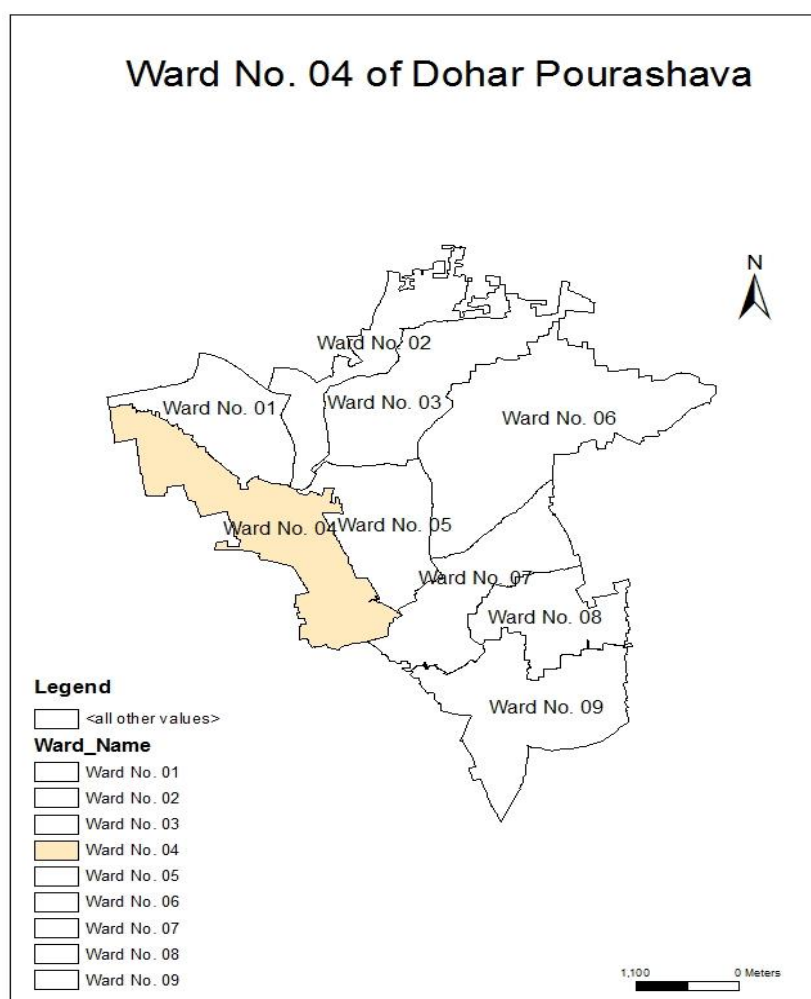 Ward No. 04 of Dohar Pourashava
N
Ward No. 02
Ward No. 01
Ward No. 03
Ward No. 06
Ward No. 04
Ward No. 05
Ward No. 07
Ward No. 08
Ward No. 09
Legend
<all other values>
Ward_Name
Ward No. 01
Ward No. 02
Ward No. 03
Ward No. 04
Ward No. 05
Ward No. 06
Ward No. 07
Ward No. 08
Ward No. 09
1,100 0 Meters